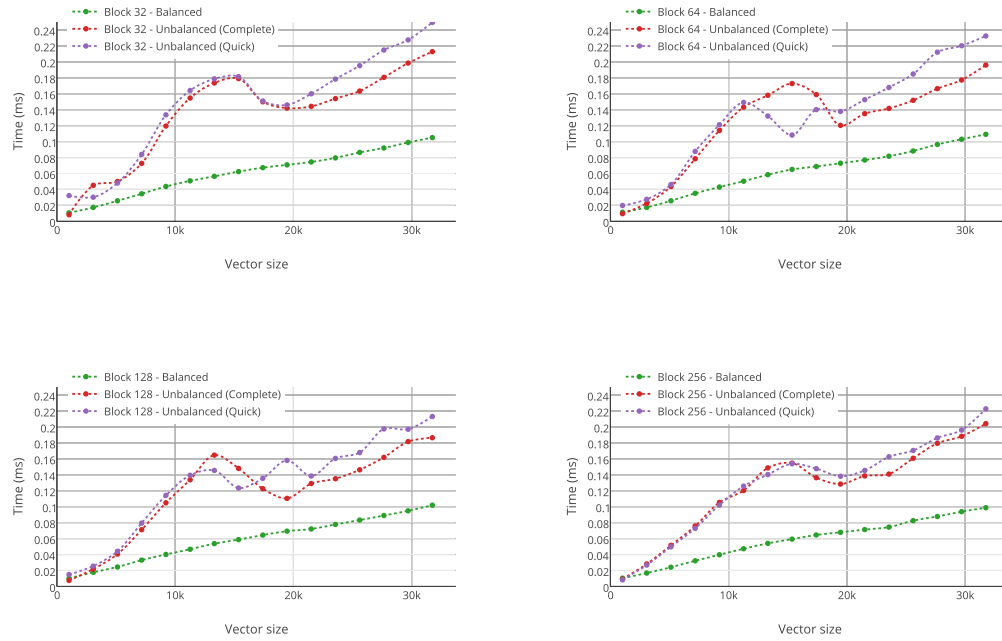 Block 32 - Balanced
Block 32 - Unbalanced (Complete)
Block 32 - Unbalanced (Quick)
0.24
0.22
0.2
0.18
0.16
0.14
0.12
0.1
0.08
0.06
0.04
0.02
0
Time (ms)
0 10k 20k 30k
Vector size
Block 64 - Balanced
Block 64 - Unbalanced (Complete)
Block 64 - Unbalanced (Quick)
0.24
0.22
0.2
0.18
0.16
0.14
0.12
0.1
0.08
0.06
0.04
0.02
0
Time (ms)
0 10k 20k 30k
Vector size
Block 128 - Balanced
Block 128 - Unbalanced (Complete)
Block 128 - Unbalanced (Quick)
0.24
0.22
0.2
0.18
0.16
0.14
0.12
0.1
0.08
0.06
0.04
0.02
0
Time (ms)
0 10k 20k 30k
Vector size
Block 256 - Balanced
Block 256 - Unbalanced (Complete)
Block 256 - Unbalanced (Quick)
0.24
0.22
0.2
0.18
0.16
0.14
0.12
0.1
0.08
0.06
0.04
0.02
0
Time (ms)
0 10k 20k 30k
Vector size